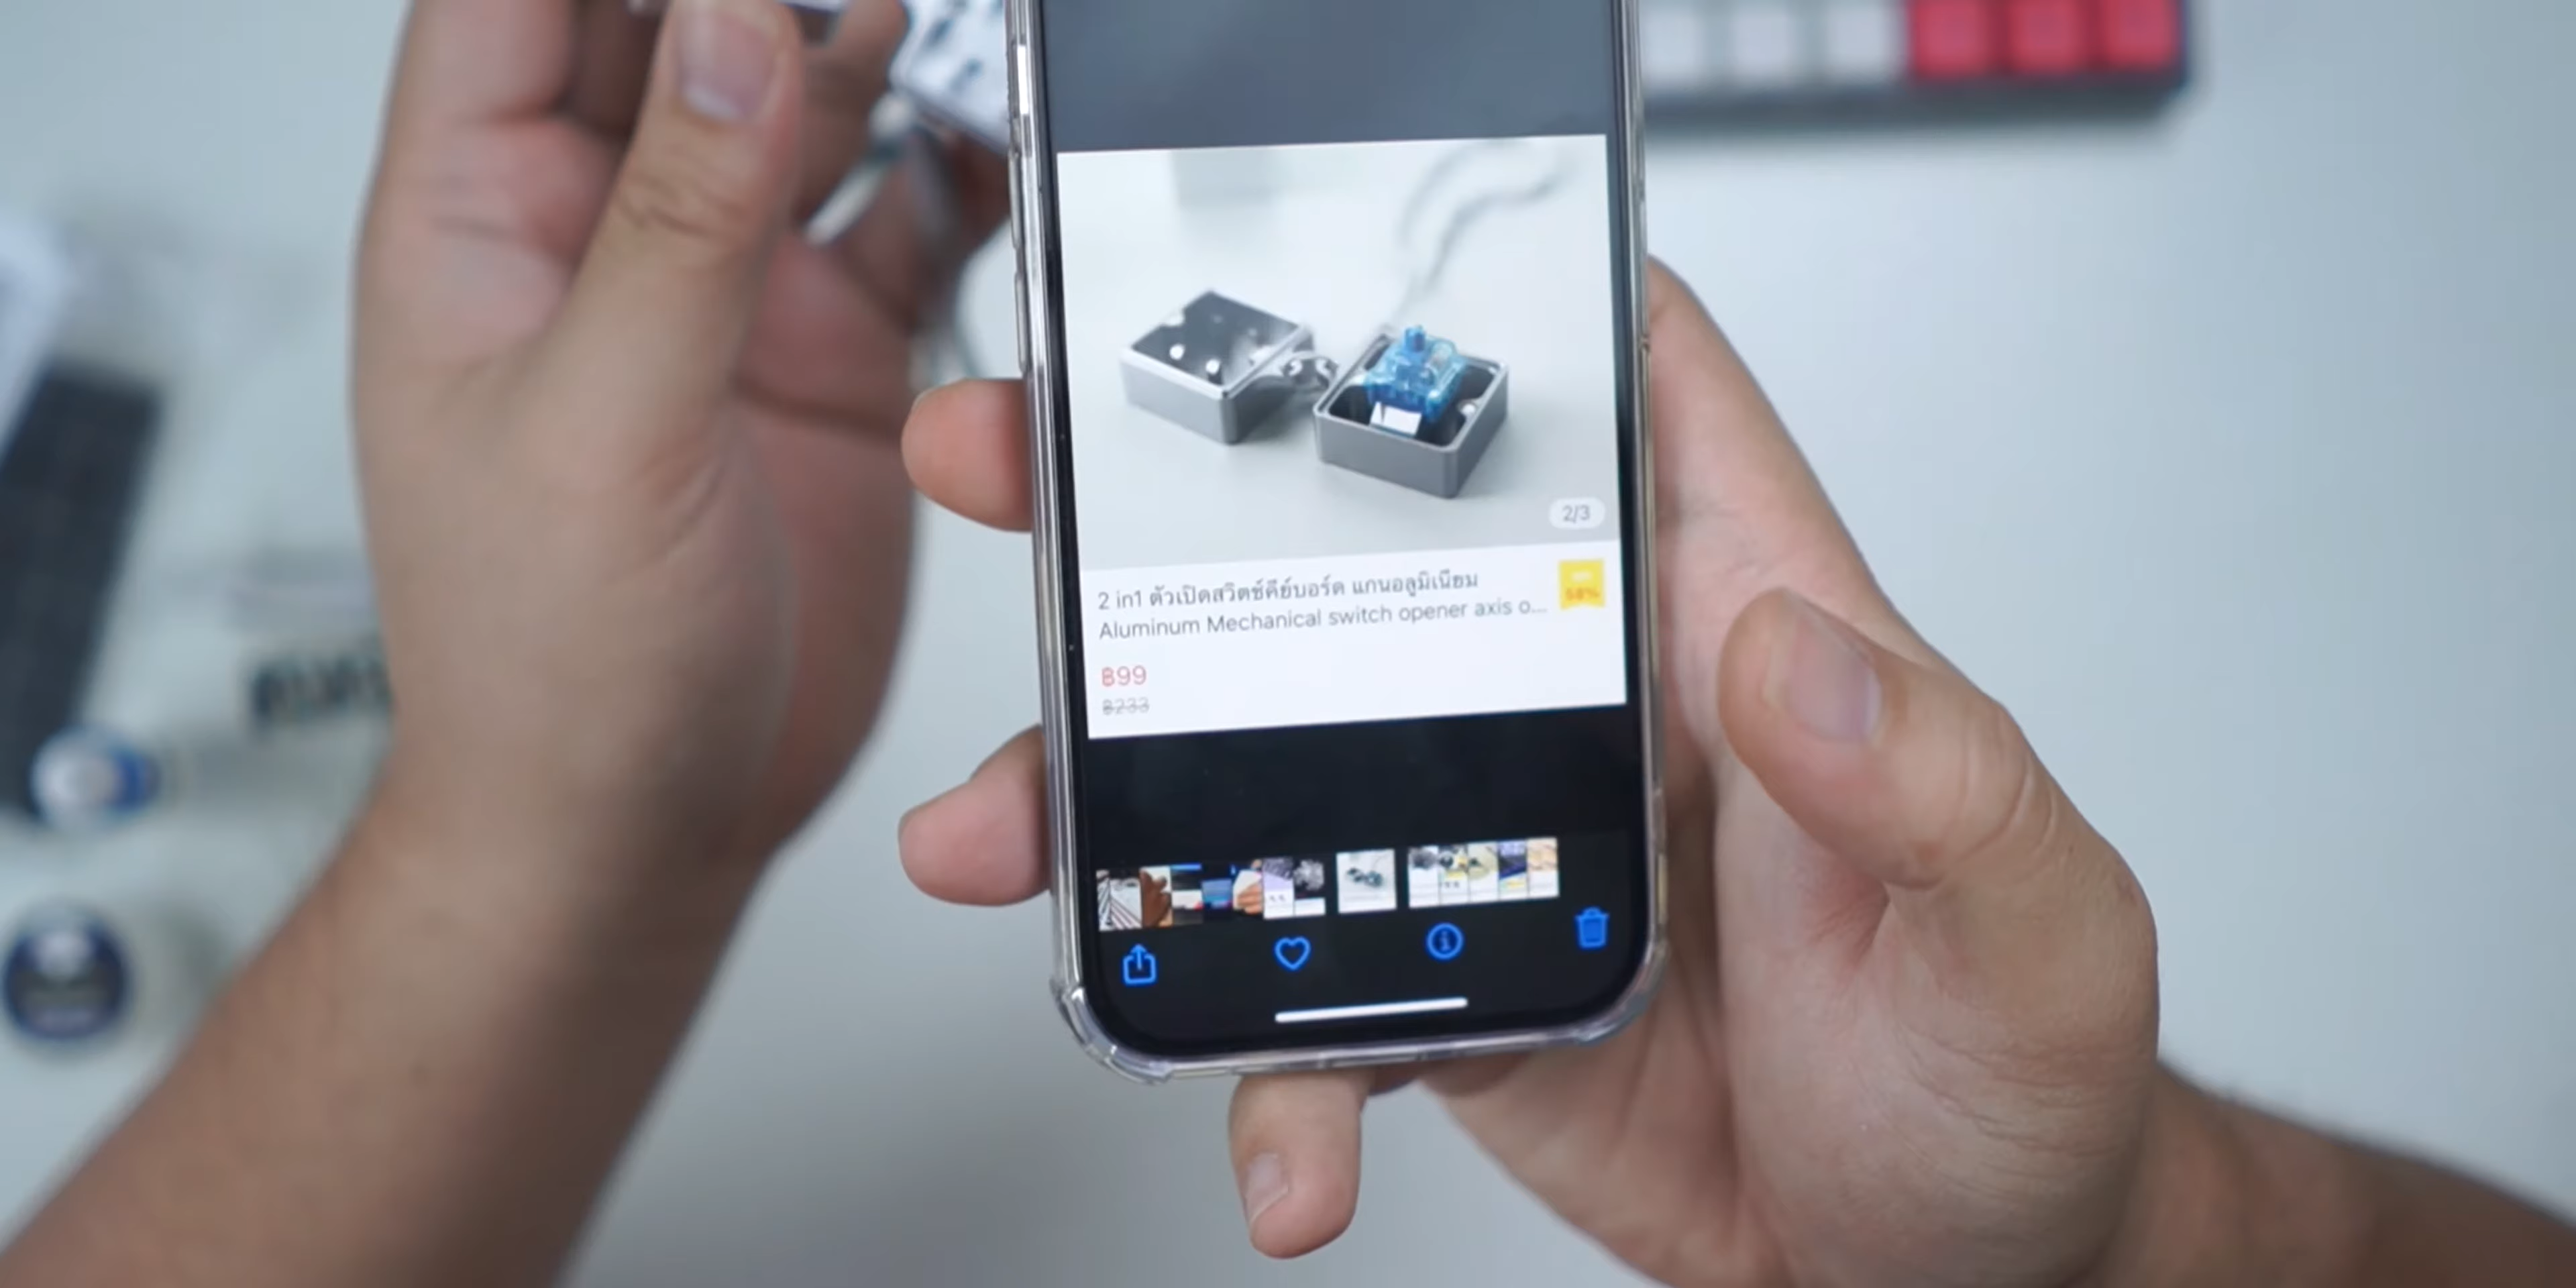 2/3
2 in1 ตัวเปิดสวิตช์คีย์บอร์ด แกนอลูมิเนียม
Aluminum Mechanical switch opener axis o...
58%
฿99
฿233